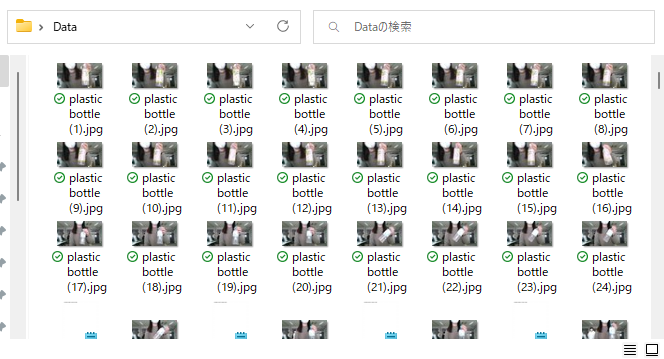 Data
Dataの検索
plastic bottle (1).jpg
plastic bottle (2).jpg
plastic bottle (3).jpg
plastic bottle (4).jpg
plastic bottle (5).jpg
plastic bottle (6).jpg
plastic bottle (7).jpg
plastic bottle (8).jpg
plastic bottle (9).jpg
plastic bottle (10).jpg
plastic bottle (11).jpg
plastic bottle (12).jpg
plastic bottle (13).jpg
plastic bottle (14).jpg
plastic bottle (15).jpg
plastic bottle (16).jpg
plastic bottle (17).jpg
plastic bottle (18).jpg
plastic bottle (19).jpg
plastic bottle (20).jpg
plastic bottle (21).jpg
plastic bottle (22).jpg
plastic bottle (23).jpg
plastic bottle (24).jpg